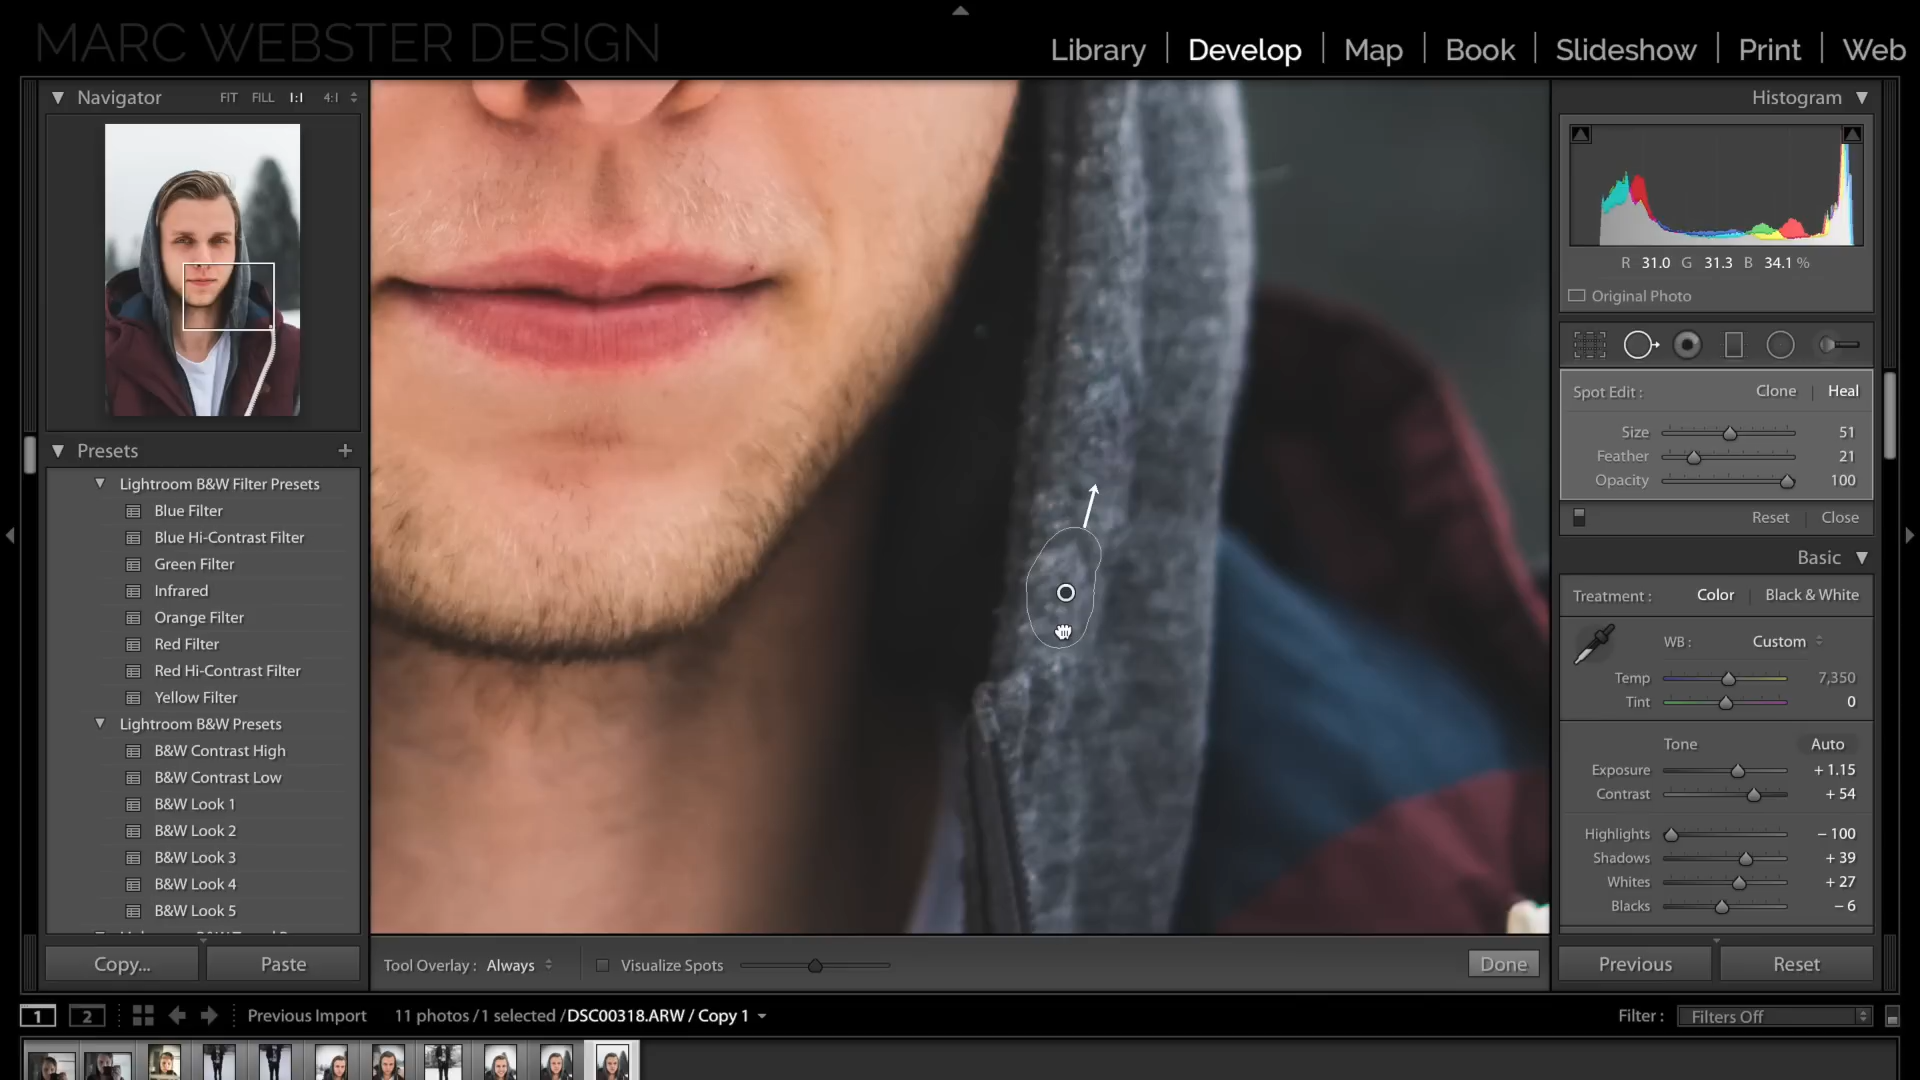 MARC WEBSTER DESIGN
Library | Develop | Map | Book | Slideshow | Print | Web
Navigator FIT FILL 1:1 4:1
Histogram
R 31.0 G 31.3 B 34.1 %
Original Photo
Spot Edit : Clone | Heal
Size 51
Feather 21
Opacity 100
Reset | Close
Basic
Treatment : Color | Black & White
WB : Custom
Temp 7,350
Tint 0
Tone Auto
Exposure + 1.15
Contrast + 54
Highlights − 100
Shadows + 39
Whites + 27
Blacks − 6
Previous Reset
Presets +
Lightroom B&W Filter Presets
Blue Filter
Blue Hi-Contrast Filter
Green Filter
Infrared
Orange Filter
Red Filter
Red Hi-Contrast Filter
Yellow Filter
Lightroom B&W Presets
B&W Contrast High
B&W Contrast Low
B&W Look 1
B&W Look 2
B&W Look 3
B&W Look 4
B&W Look 5
Copy... Paste
Tool Overlay : Always Visualize Spots Done
1 2 Previous Import 11 photos / 1 selected / DSC00318.ARW / Copy 1 Filter : Filters Off